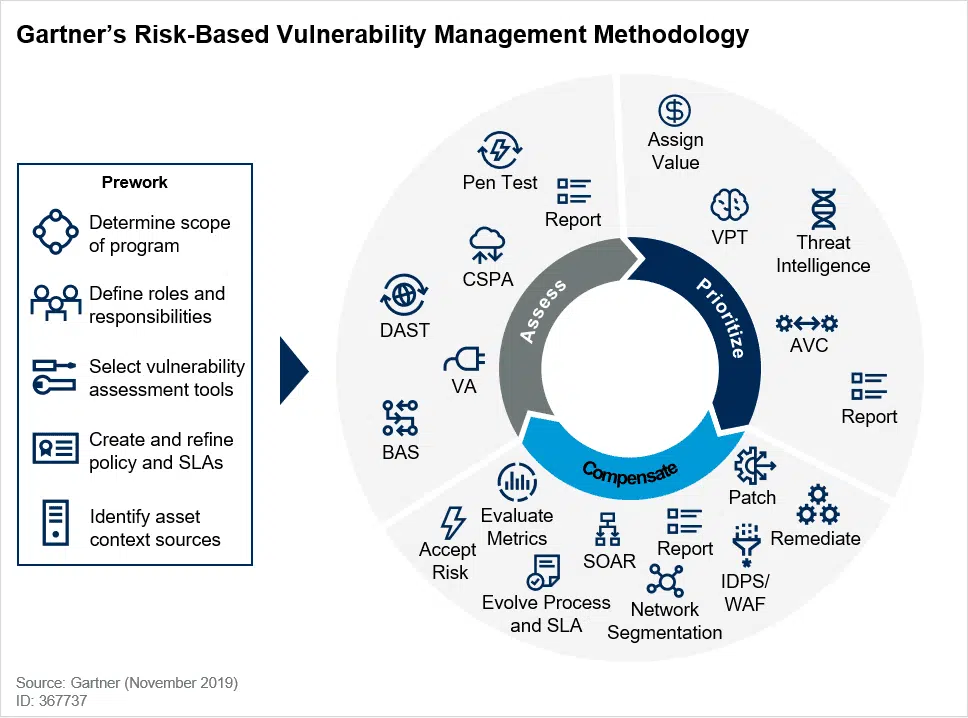 Gartner’s Risk-Based Vulnerability Management Methodology
Prework
Determine scope
of program
Define roles and
responsibilities
Select vulnerability
assessment tools
Create and refine
policy and SLAs
Identify asset
context sources
Assess
Pen Test
Report
CSPA
DAST
VA
BAS
Prioritize
$
Assign
Value
VPT
Threat
Intelligence
AVC
Report
Compensate
Patch
Remediate
IDPS/
WAF
Report
Network
Segmentation
SOAR
Evolve Process
and SLA
Evaluate
Metrics
Accept
Risk
Source: Gartner (November 2019)
ID: 367737